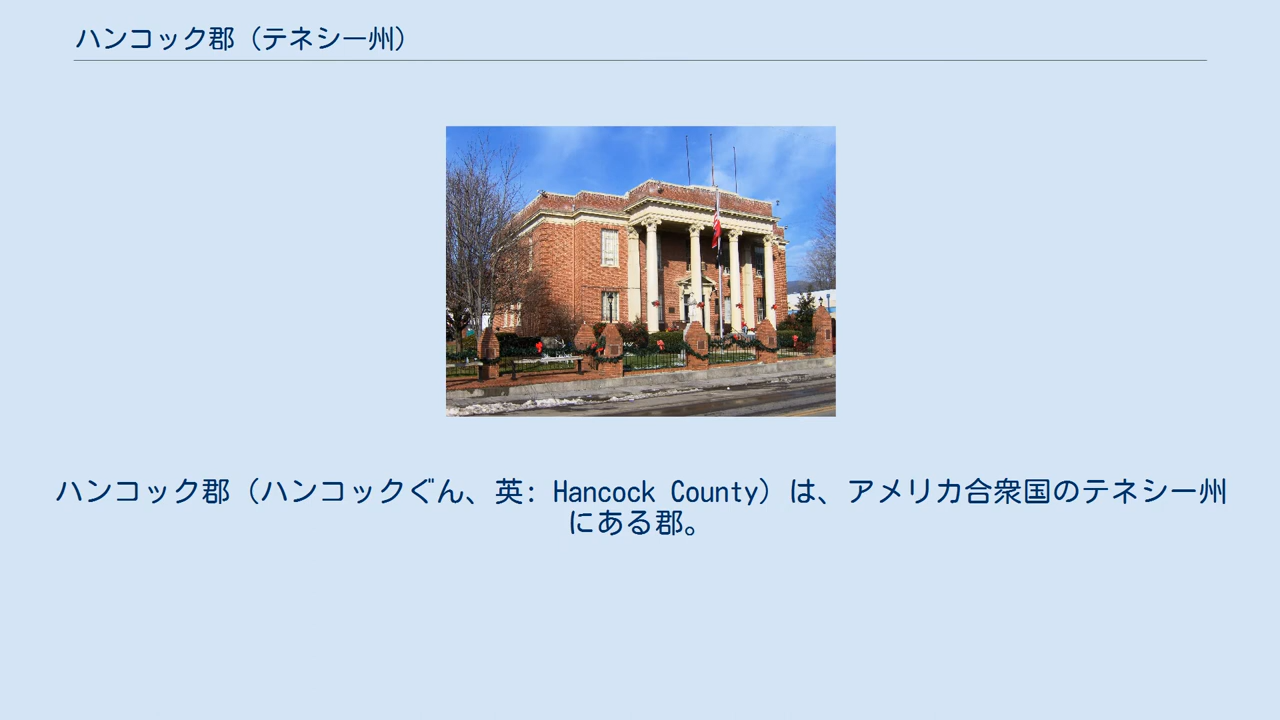 ハンコック郡（テネシー州）
ハンコック郡（ハンコックぐん、英: Hancock County）は、アメリカ合衆国のテネシー州
にある郡。